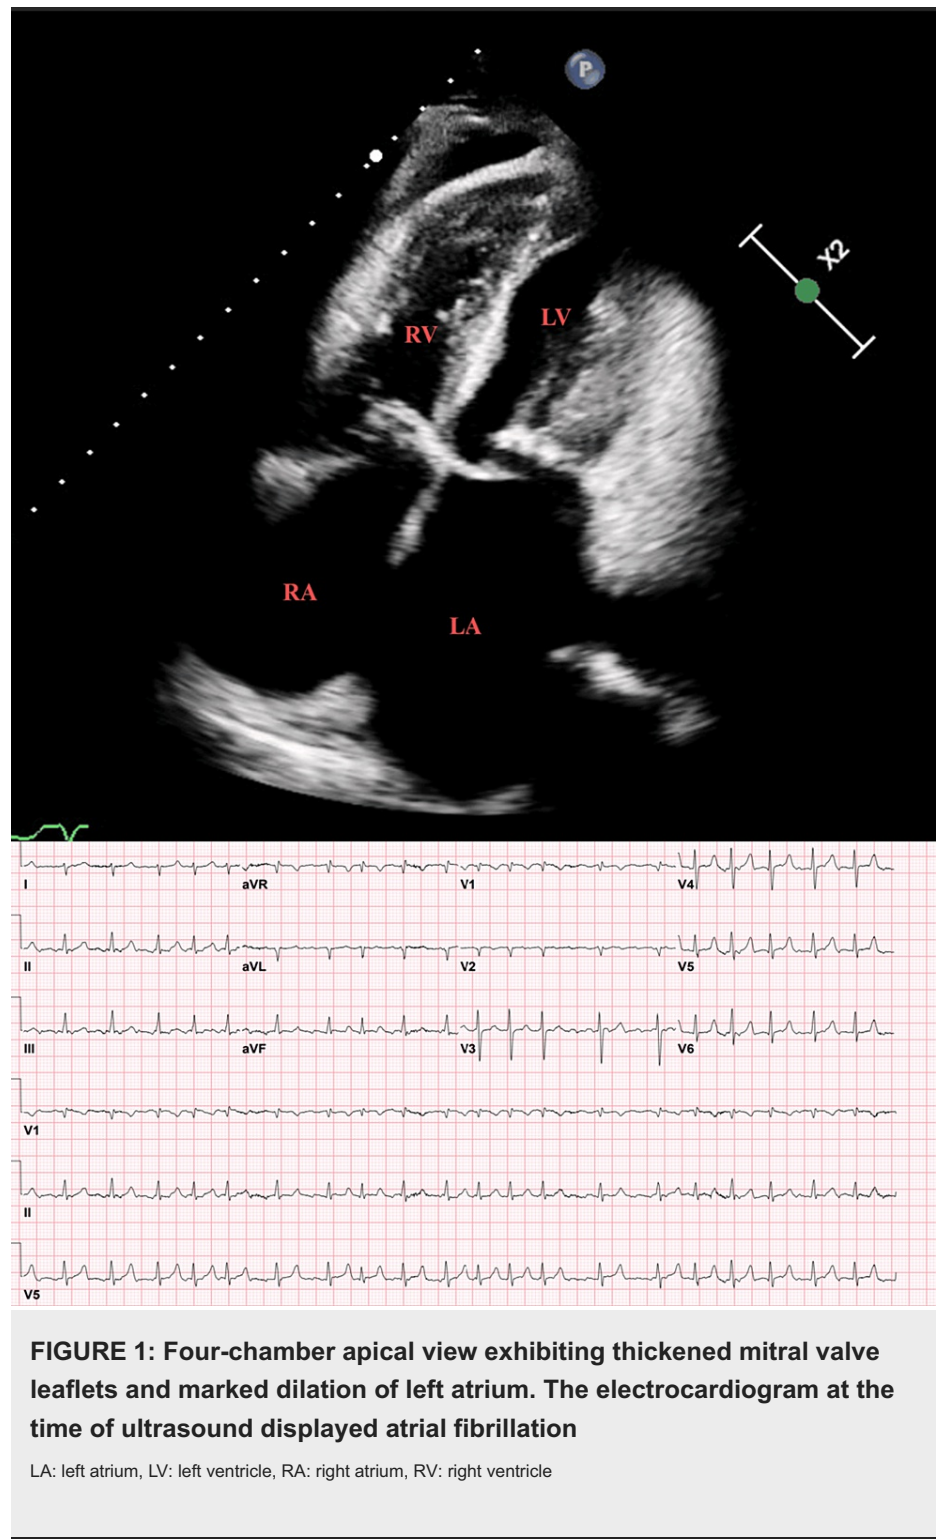 P
X2
RV
LV
RA
LA
I
aVR
V1
V4
II
aVL
V2
V5
III
aVF
V3
V6
V1
II
V5
FIGURE 1: Four-chamber apical view exhibiting thickened mitral valve
leaflets and marked dilation of left atrium. The electrocardiogram at the
time of ultrasound displayed atrial fibrillation
LA: left atrium, LV: left ventricle, RA: right atrium, RV: right ventricle